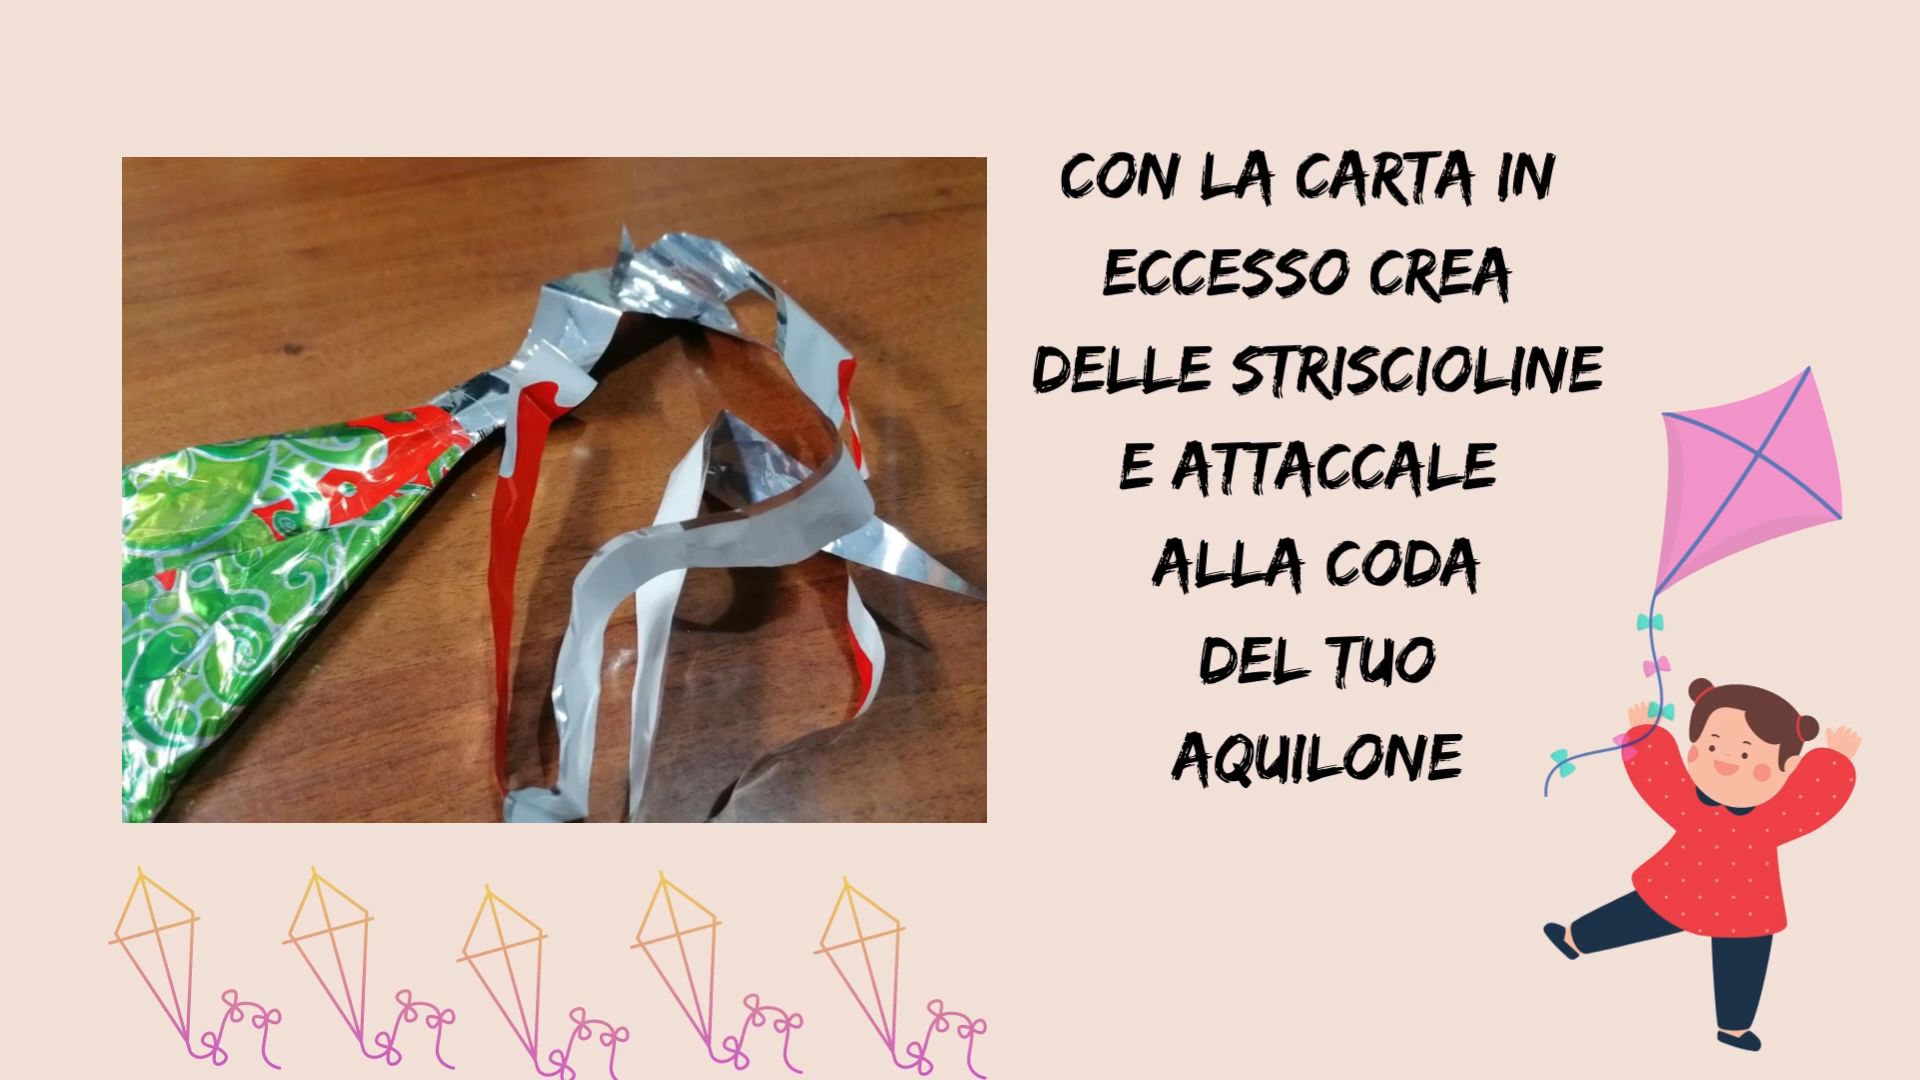 CON LA CARTA IN
ECCESSO CREA
DELLE STRISCIOLINE
E ATTACCALE
ALLA CODA
DEL TUO
AQUILONE